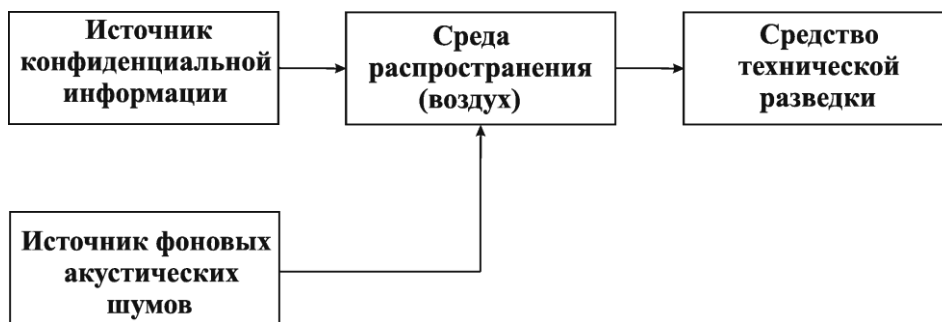 Источник
конфиденциальной
информации
Среда
распространения
(воздух)
Средство
технической
разведки
Источник фоновых
акустических
шумов